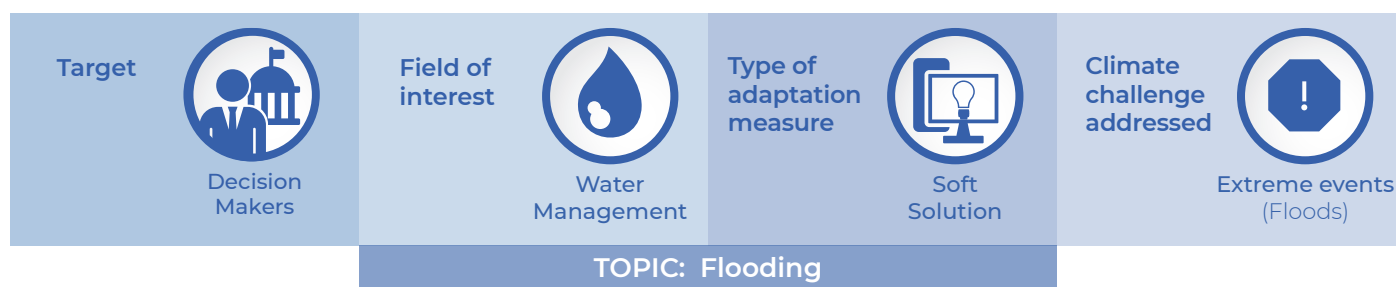 Target
Decision
Makers
Field of
interest
Water
Management
Type of
adaptation
measure
Soft
Solution
Climate
challenge
addressed
!
Extreme events
(Floods)
TOPIC: Flooding